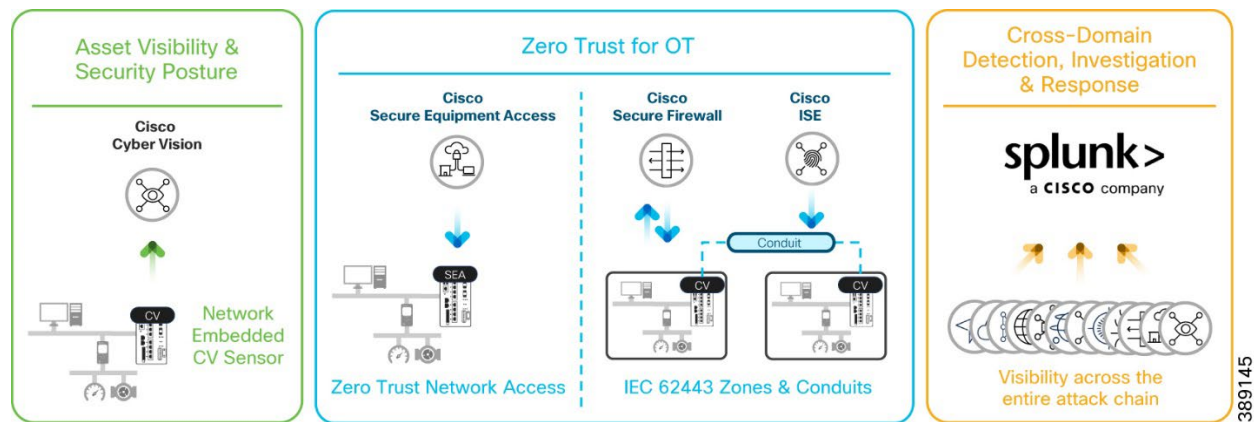 Asset Visibility &
Security Posture
Cisco
Cyber Vision
CV
Network
Embedded
CV Sensor
Zero Trust for OT
Cisco
Secure Equipment Access
SEA
Zero Trust Network Access
Cisco
Secure Firewall
Cisco
ISE
Conduit
CV
CV
IEC 62443 Zones & Conduits
Cross-Domain
Detection, Investigation
& Response
splunk>
a CISCO company
Visibility across the
entire attack chain
389145